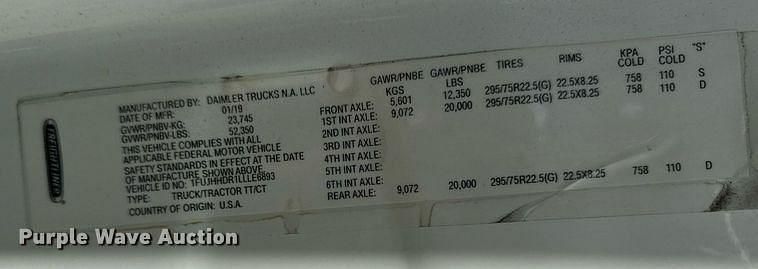 GAWR/PNBE GAWR/PNBE TIRES RIMS KPA PSI "S"
KGS LBS COLD COLD
MANUFACTURED BY: DAIMLER TRUCKS N.A. LLC
DATE OF MFR: 01/19
GVWR/PNBV-KG: 23,745
GVWR/PNBV-LBS: 52,350
THIS VEHICLE COMPLIES WITH ALL
APPLICABLE FEDERAL MOTOR VEHICLE
SAFETY STANDARDS IN EFFECT AT THE DATE
OF MANUFACTURE SHOWN ABOVE.
VEHICLE ID NO.: 1FUJHHDR1LLLE6893
TYPE: TRUCK/TRACTOR TT/CT
COUNTRY OF ORIGIN: U.S.A.
FRONT AXLE: 5,601 12,350 295/75R22.5(G) 22.5X8.25 758 110 S
1ST INT AXLE: 9,072 20,000 295/75R22.5(G) 22.5X8.25 758 110 D
2ND INT AXLE:
3RD INT AXLE:
4TH INT AXLE:
5TH INT AXLE:
6TH INT AXLE:
REAR AXLE: 9,072 20,000 295/75R22.5(G) 22.5X8.25 758 110 D
FREIGHTLINER
Purple Wave Auction